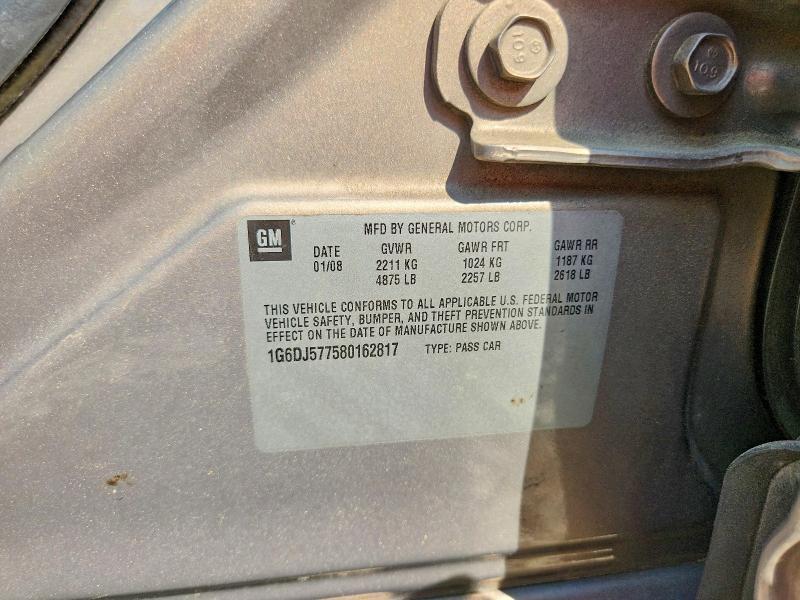 109
109
GM®
MFD BY GENERAL MOTORS CORP.
DATE GVWR GAWR FRT GAWR RR
01/08 2211 KG 1024 KG 1187 KG
4875 LB 2257 LB 2618 LB
THIS VEHICLE CONFORMS TO ALL APPLICABLE U.S. FEDERAL MOTOR
VEHICLE SAFETY, BUMPER, AND THEFT PREVENTION STANDARDS IN
EFFECT ON THE DATE OF MANUFACTURE SHOWN ABOVE.
1G6DJ577580162817 TYPE: PASS CAR